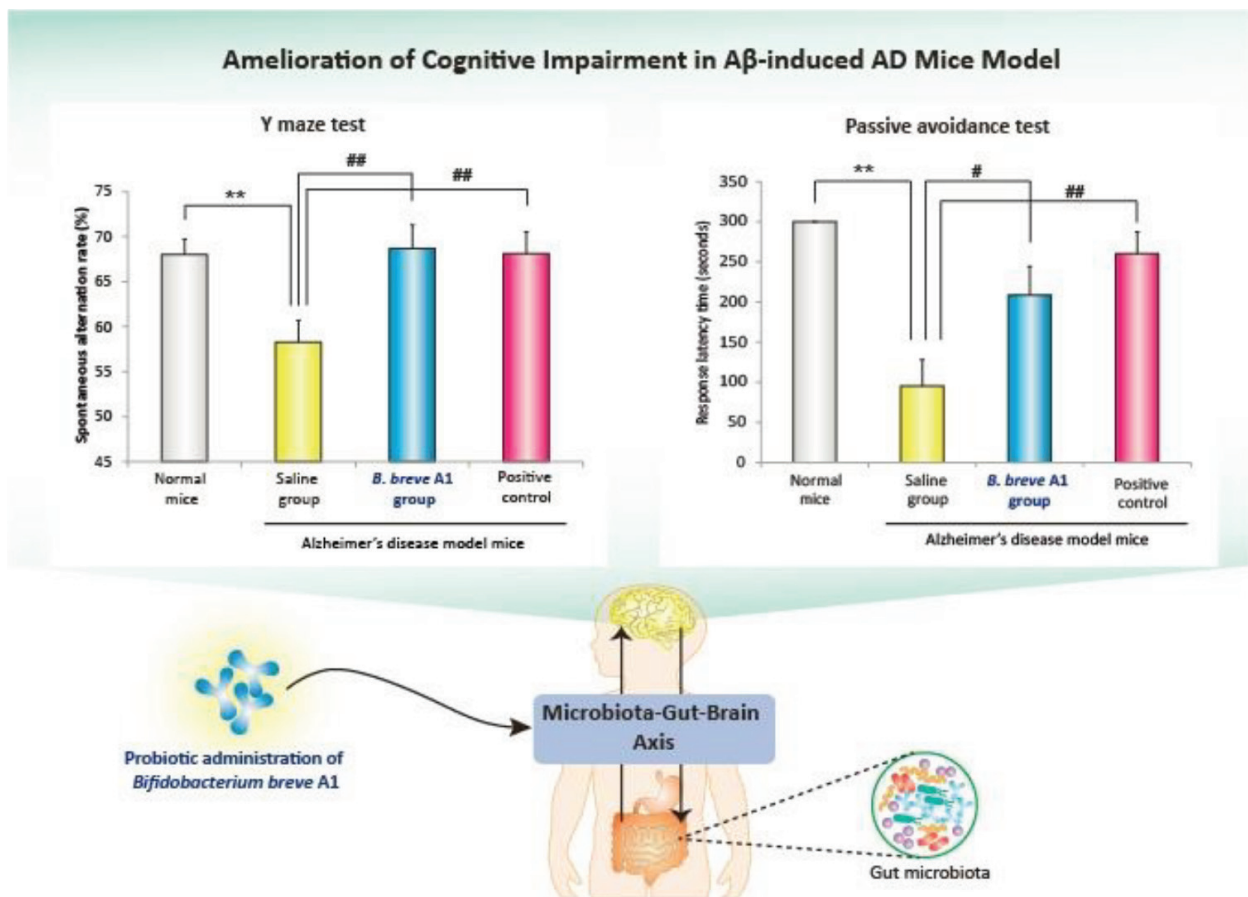 Amelioration of Cognitive Impairment in Aβ-induced AD Mice Model
Y maze test
##
**
##
Spontaneous alternation rate (%)
75
70
65
60
55
50
45
Normal
mice
Saline
group
B. breve A1
group
Positive
control
Alzheimer's disease model mice
Passive avoidance test
**
#
##
Response latency time (seconds)
350
300
250
200
150
100
50
0
Normal
mice
Saline
group
B. breve A1
group
Positive
control
Alzheimer's disease model mice
Probiotic administration of
Bifidobacterium breve A1
Microbiota-Gut-Brain
Axis
Gut microbiota